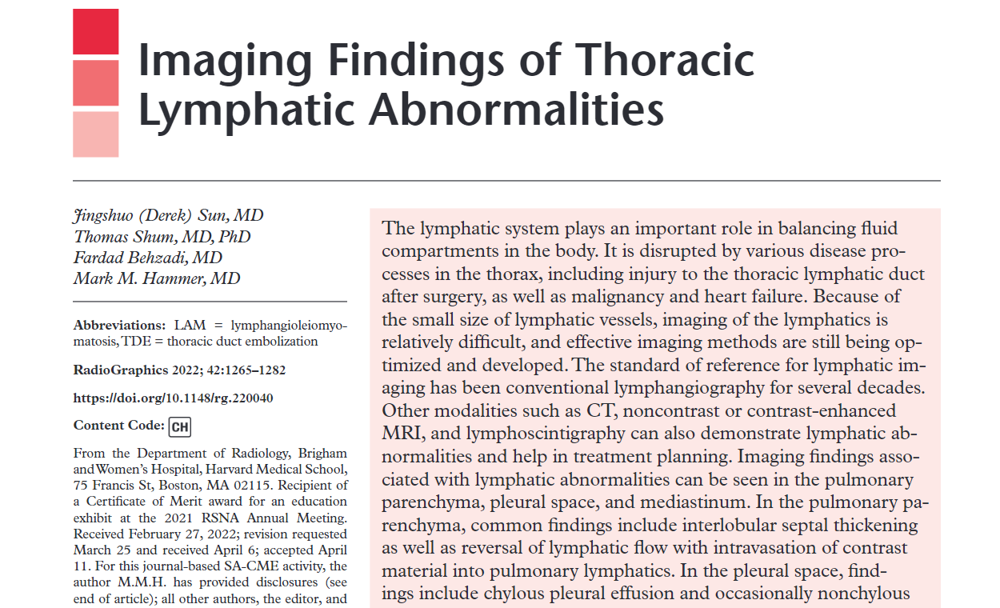 Imaging Findings of Thoracic
Lymphatic Abnormalities
Jingshuo (Derek) Sun, MD
Thomas Shum, MD, PhD
Fardad Behzadi, MD
Mark M. Hammer, MD
Abbreviations: LAM = lymphangioleiomyo-
matosis, TDE = thoracic duct embolization
RadioGraphics 2022; 42:1265–1282
https://doi.org/10.1148/rg.220040
Content Code: CH
From the Department of Radiology, Brigham
and Women's Hospital, Harvard Medical School,
75 Francis St, Boston, MA 02115. Recipient of
a Certificate of Merit award for an education
exhibit at the 2021 RSNA Annual Meeting.
Received February 27, 2022; revision requested
March 25 and received April 6; accepted April
11. For this journal-based SA-CME activity, the
author M.M.H. has provided disclosures (see
end of article); all other authors, the editor, and
The lymphatic system plays an important role in balancing fluid
compartments in the body. It is disrupted by various disease pro-
cesses in the thorax, including injury to the thoracic lymphatic duct
after surgery, as well as malignancy and heart failure. Because of
the small size of lymphatic vessels, imaging of the lymphatics is
relatively difficult, and effective imaging methods are still being op-
timized and developed. The standard of reference for lymphatic im-
aging has been conventional lymphangiography for several decades.
Other modalities such as CT, noncontrast or contrast-enhanced
MRI, and lymphoscintigraphy can also demonstrate lymphatic ab-
normalities and help in treatment planning. Imaging findings asso-
ciated with lymphatic abnormalities can be seen in the pulmonary
parenchyma, pleural space, and mediastinum. In the pulmonary pa-
renchyma, common findings include interlobular septal thickening
as well as reversal of lymphatic flow with intravasation of contrast
material into pulmonary lymphatics. In the pleural space, find-
ings include chylous pleural effusion and occasionally nonchylous